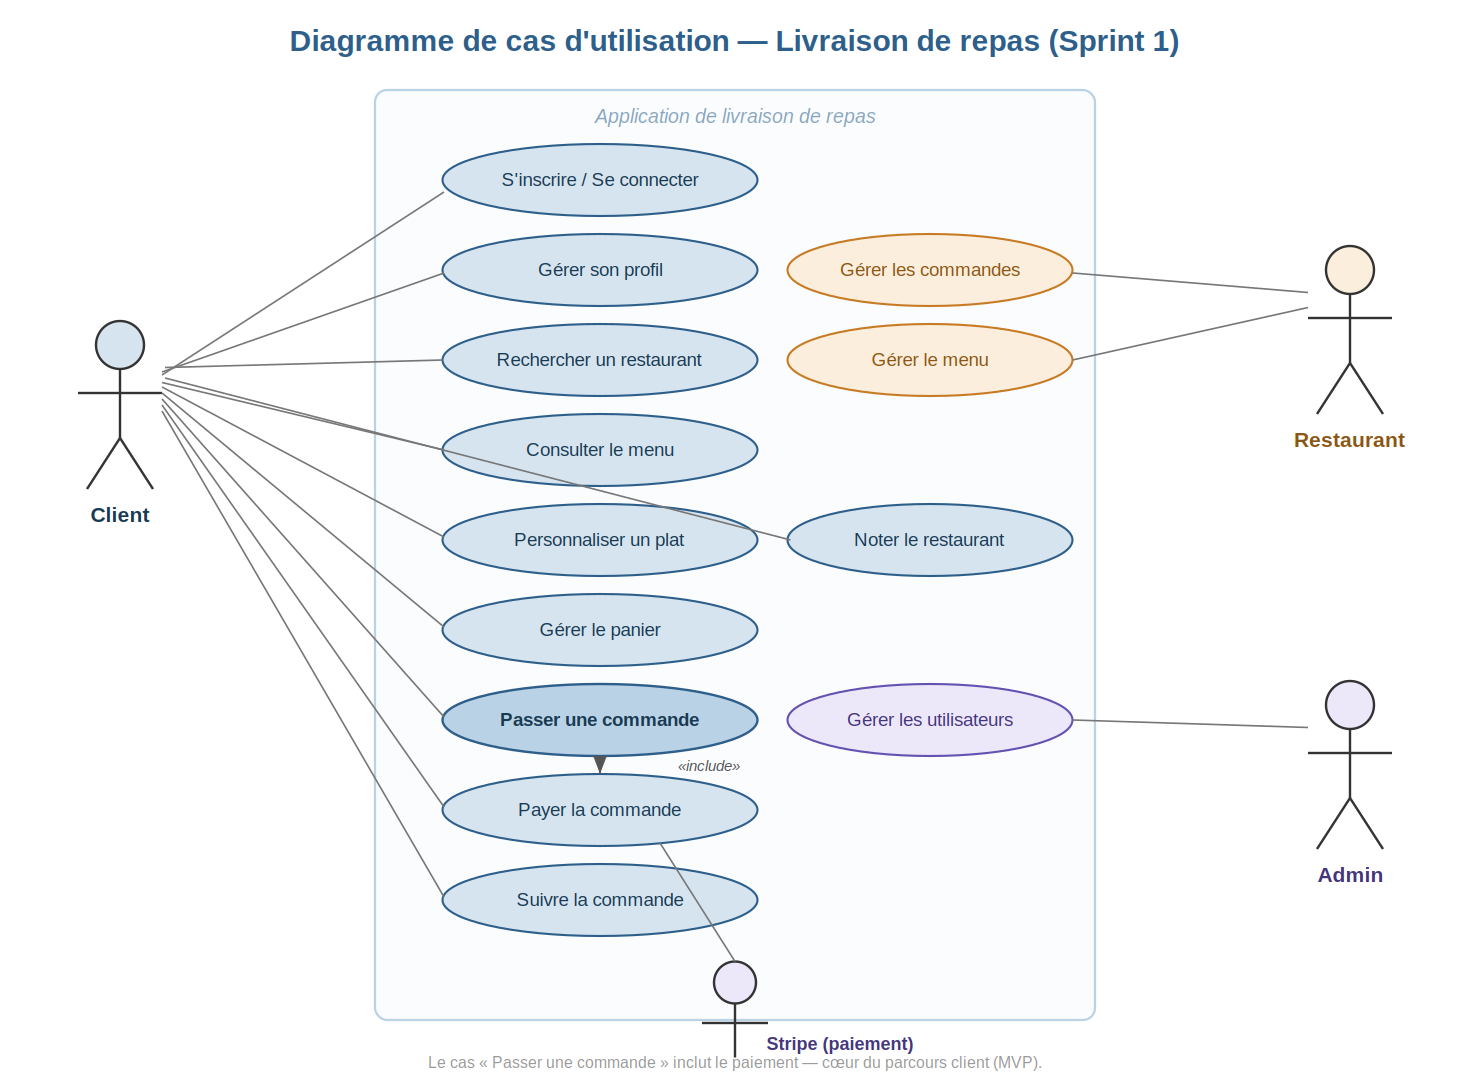 Diagramme de cas d'utilisation — Livraison de repas (Sprint 1)
Application de livraison de repas
S'inscrire / Se connecter
Gérer son profil
Gérer les commandes
Rechercher un restaurant
Gérer le menu
Restaurant
Consulter le menu
Client
Personnaliser un plat
Noter le restaurant
Gérer le panier
Passer une commande
Gérer les utilisateurs
«include»
Payer la commande
Admin
Suivre la commande
Stripe (paiement)
Le cas « Passer une commande » inclut le paiement — cœur du parcours client (MVP).